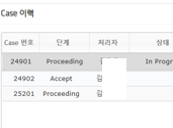 Case 이력
Case 번호 단계 처리자 상태
24901 Proceeding In Progr
24902 Accept 김
25201 Proceeding 김